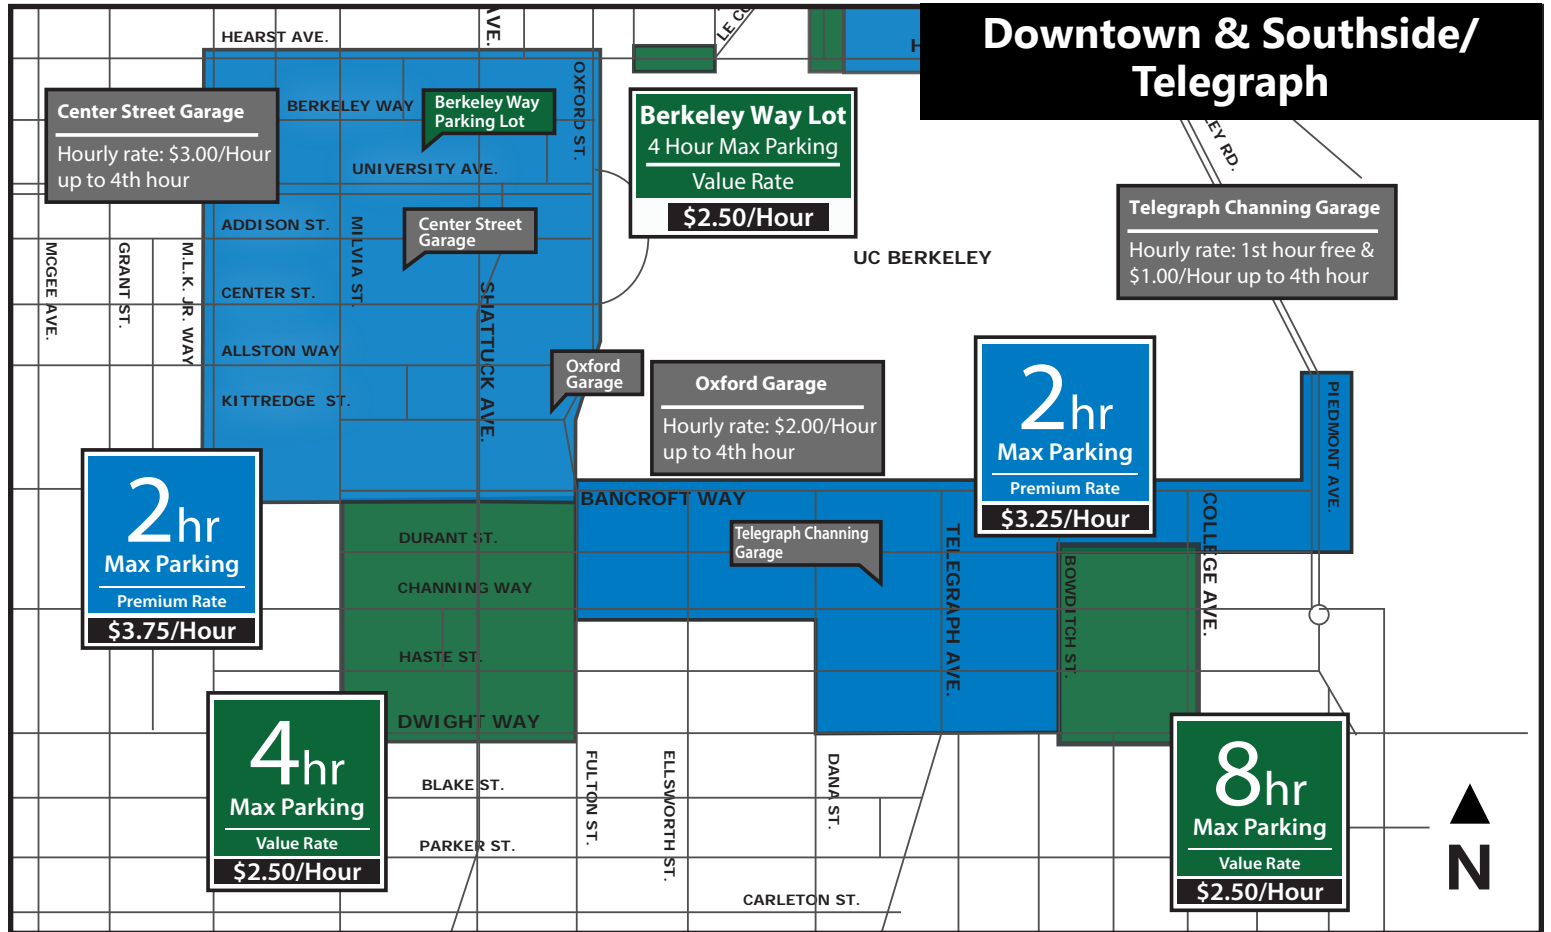 Downtown & Southside/
Telegraph
HEARST AVE.
AVE.
LE CO
H
LEY RD.
Center Street Garage
Hourly rate: $3.00/Hour
up to 4th hour
BERKELEY WAY
Berkeley Way
Parking Lot
OXFORD ST.
Berkeley Way Lot
4 Hour Max Parking
Value Rate
$2.50/Hour
UNIVERSITY AVE.
Telegraph Channing Garage
Hourly rate: 1st hour free &
$1.00/Hour up to 4th hour
ADDISON ST.
MILVIA ST.
Center Street
Garage
MCGEE AVE.
GRANT ST.
M.L.K. JR. WAY
UC BERKELEY
CENTER ST.
SHATTUCK AVE.
ALLSTON WAY
Oxford
Garage
Oxford Garage
Hourly rate: $2.00/Hour
up to 4th hour
KITTREDGE ST.
2hr
Max Parking
Premium Rate
$3.25/Hour
PIEDMONT AVE.
2hr
Max Parking
Premium Rate
$3.75/Hour
BANCROFT WAY
COLLEGE AVE.
Telegraph Channing
Garage
TELEGRAPH AVE.
BOWDITCH ST.
DURANT ST.
CHANNING WAY
HASTE ST.
DWIGHT WAY
4hr
Max Parking
Value Rate
$2.50/Hour
BLAKE ST.
PARKER ST.
FULTON ST.
ELLSWORTH ST.
DANA ST.
CARLETON ST.
8hr
Max Parking
Value Rate
$2.50/Hour
N